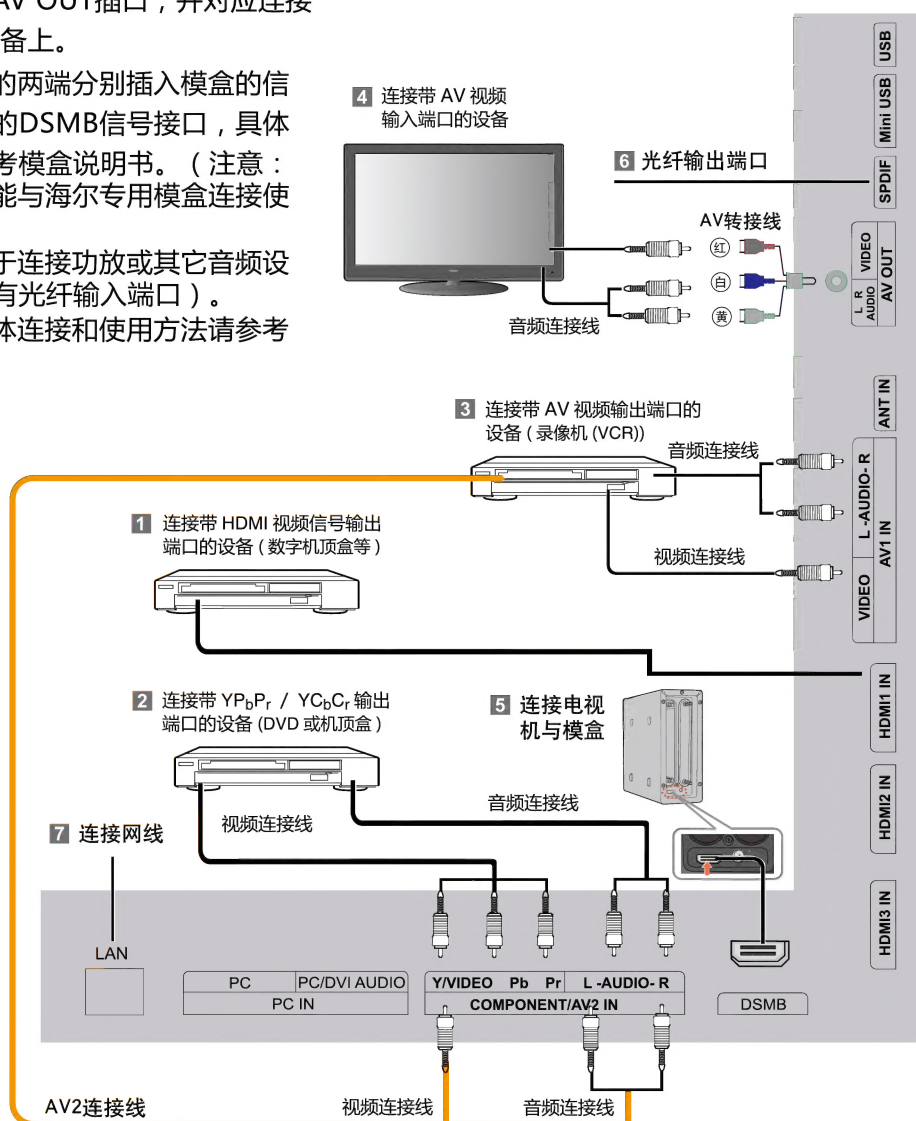 AV OUT插口，并对应连接
备上。
的两端分别插入模盒的信
的DSMB信号接口，具体
考模盒说明书。（注意：
能与海尔专用模盒连接使
于连接功放或其它音频设
有光纤输入端口）。
体连接和使用方法请参考
4 连接带 AV 视频
输入端口的设备
6 光纤输出端口
AV转接线
红
白
黄
音频连接线
USB
Mini USB
SPDIF
VIDEO
L R
AUDIO
AV OUT
ANT IN
3 连接带 AV 视频输出端口的
设备 ( 录像机 (VCR))
音频连接线
视频连接线
L -AUDIO- R
VIDEO
AV1 IN
1 连接带 HDMI 视频信号输出
端口的设备 ( 数字机顶盒等 )
HDMI1 IN
HDMI2 IN
HDMI3 IN
2 连接带 YPbPr / YCbCr 输出
端口的设备 (DVD 或机顶盒 )
视频连接线
音频连接线
5 连接电视
机与模盒
7 连接网线
LAN
PC
PC/DVI AUDIO
PC IN
Y/VIDEO Pb Pr L -AUDIO- R
COMPONENT/AV2 IN
DSMB
AV2连接线
视频连接线
音频连接线